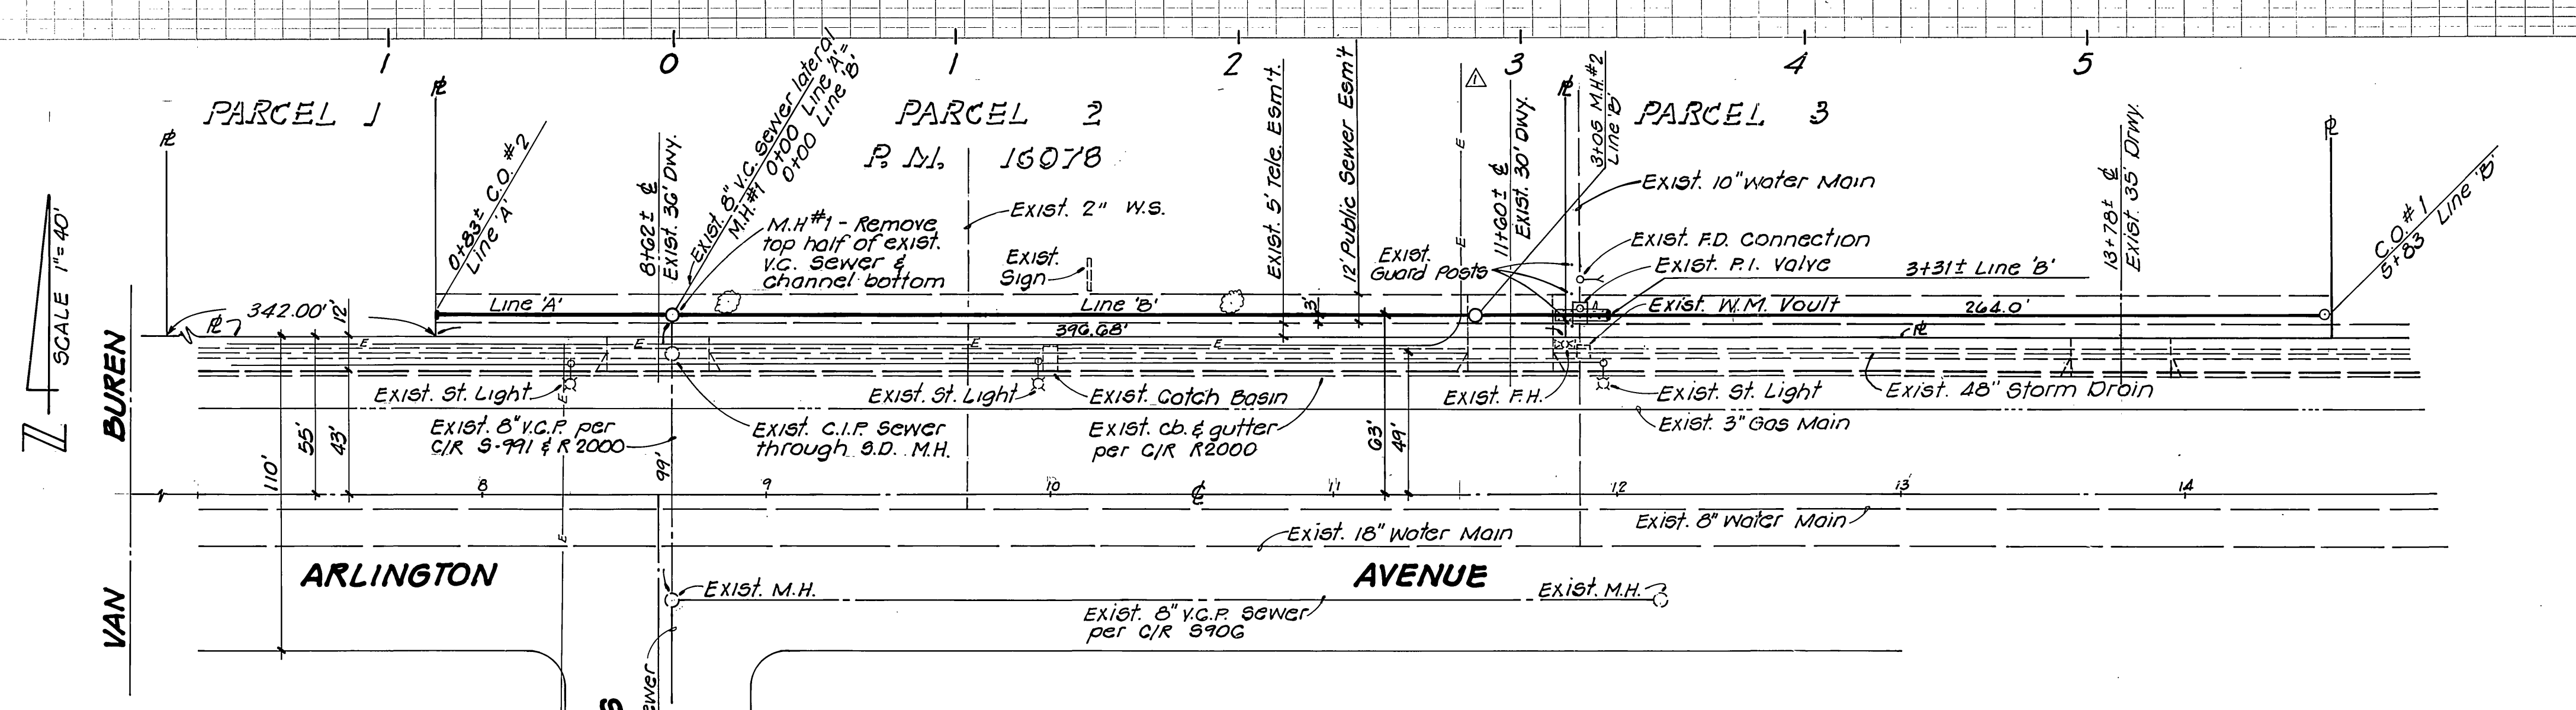 1 0 1 2 3 4 5
PARCEL 1
PARCEL 2
P.M. 16078
PARCEL 3
0+83± C.O. #2
Line 'A'
8+62± ℄
Exist. 36' Dwy.
Exist. 8" V.C. Sewer lateral
M.H.#1 0+00 Line 'A' =
0+00 Line 'B'
M.H #1 - Remove
top half of exist.
V.C. Sewer &
channel bottom
Exist. 2" W.S.
Exist.
Sign
Exist. 5' Tele. Esm't.
12' Public Sewer Esm't
1
11+60± ℄
Exist. 30' Dwy.
3+05 M.H.#2
Line 'B'
Exist. 10" Water Main
Exist. F.D. Connection
Exist.
Guard Posts
Exist. P.I. Valve
3+31± Line 'B'
Exist. W.M. Vault
13+78± ℄
Exist. 35' Drwy.
C.O. #1
5+83 Line 'B'
SCALE 1"=40'
N
342.00'
12'
Line 'A'
Line 'B'
396.68'
3'
264.0'
Exist. St. Light
Exist. St. Light
Exist. Catch Basin
Exist. F.H.
Exist. St. Light
Exist. 48" Storm Drain
Exist. 3" Gas Main
Exist. 8" V.C.P. per
C/R S-991 & R2000
Exist. C.I.P. Sewer
through S.D. M.H.
Exist. cb. & gutter
per C/R R2000
110'
55'
43'
99'
63'
49'
8 9 10 ℄ 11 12 13 14
Exist. 8" Water Main
Exist. 18" Water Main
VAN BUREN
ARLINGTON AVENUE
Exist. M.H.
Exist. M.H.
Exist. 8" V.C.P. Sewer
per C/R S906
ewer